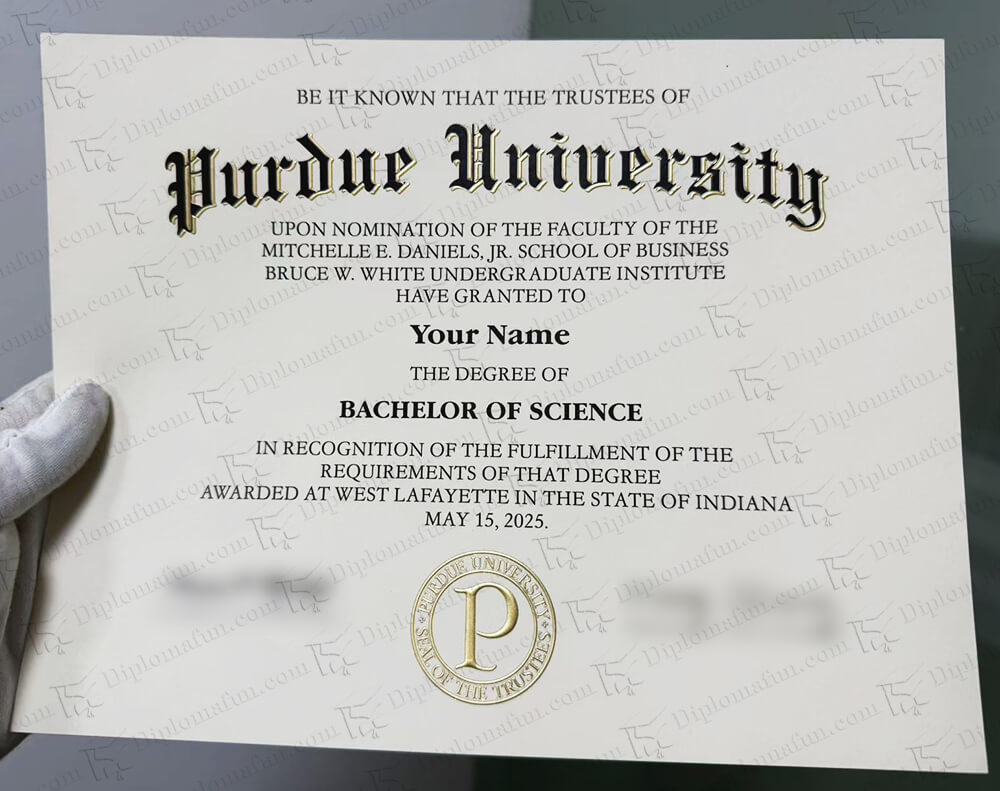 BE IT KNOWN THAT THE TRUSTEES OF
Purdue University
UPON NOMINATION OF THE FACULTY OF THE
MITCHELLE E. DANIELS, JR. SCHOOL OF BUSINESS
BRUCE W. WHITE UNDERGRADUATE INSTITUTE
HAVE GRANTED TO
Your Name
THE DEGREE OF
BACHELOR OF SCIENCE
IN RECOGNITION OF THE FULFILLMENT OF THE
REQUIREMENTS OF THAT DEGREE
AWARDED AT WEST LAFAYETTE IN THE STATE OF INDIANA
MAY 15, 2025.
PURDUE UNIVERSITY
P
SEAL OF THE TRUSTEES
Diplomafun.com